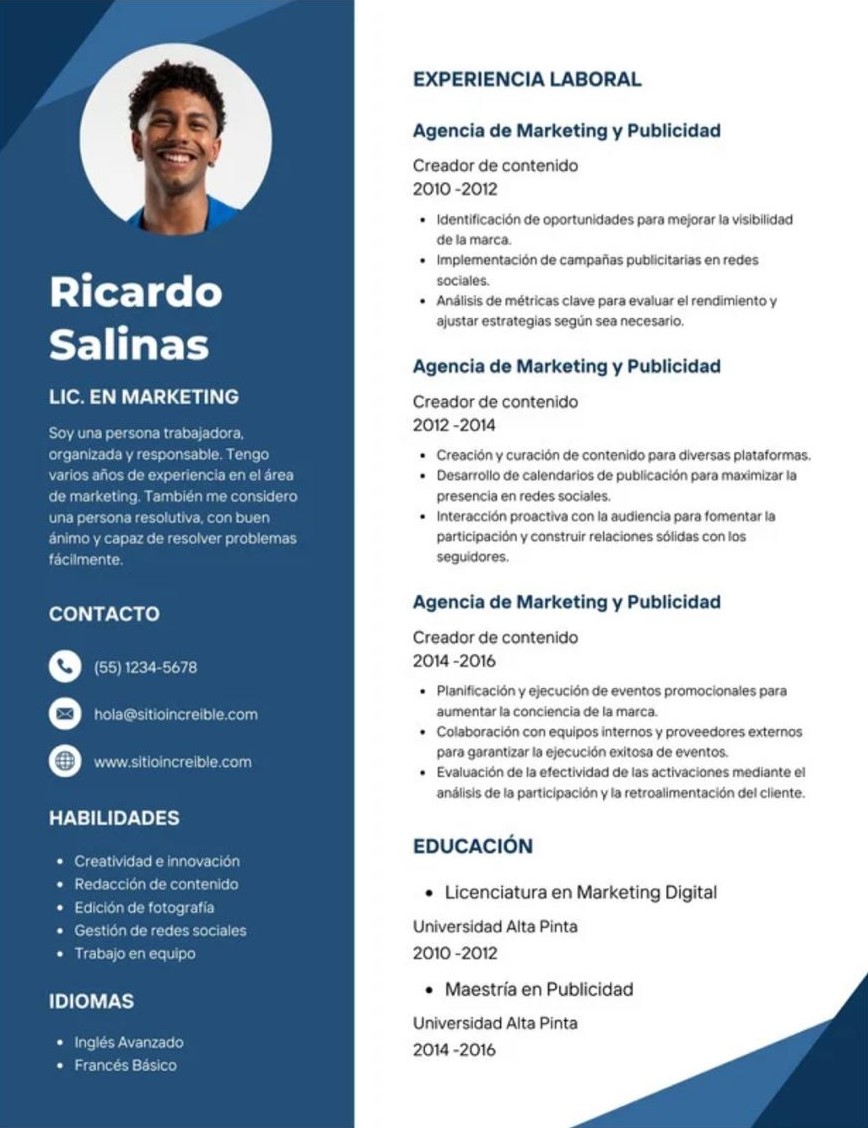 Ricardo
Salinas
LIC. EN MARKETING
Soy una persona trabajadora,
organizada y responsable. Tengo
varios años de experiencia en el área
de marketing. También me considero
una persona resolutiva, con buen
ánimo y capaz de resolver problemas
fácilmente.
CONTACTO
(55) 1234-5678
hola@sitioincreible.com
www.sitioincreible.com
HABILIDADES
• Creatividad e innovación
• Redacción de contenido
• Edición de fotografía
• Gestión de redes sociales
• Trabajo en equipo
IDIOMAS
• Inglés Avanzado
• Francés Básico
EXPERIENCIA LABORAL
Agencia de Marketing y Publicidad
Creador de contenido
2010 -2012
• Identificación de oportunidades para mejorar la visibilidad
de la marca.
• Implementación de campañas publicitarias en redes
sociales.
• Análisis de métricas clave para evaluar el rendimiento y
ajustar estrategias según sea necesario.
Agencia de Marketing y Publicidad
Creador de contenido
2012 -2014
• Creación y curación de contenido para diversas plataformas.
• Desarrollo de calendarios de publicación para maximizar la
presencia en redes sociales.
• Interacción proactiva con la audiencia para fomentar la
participación y construir relaciones sólidas con los
seguidores.
Agencia de Marketing y Publicidad
Creador de contenido
2014 -2016
• Planificación y ejecución de eventos promocionales para
aumentar la conciencia de la marca.
• Colaboración con equipos internos y proveedores externos
para garantizar la ejecución exitosa de eventos.
• Evaluación de la efectividad de las activaciones mediante el
análisis de la participación y la retroalimentación del cliente.
EDUCACIÓN
• Licenciatura en Marketing Digital
Universidad Alta Pinta
2010 -2012
• Maestría en Publicidad
Universidad Alta Pinta
2014 -2016